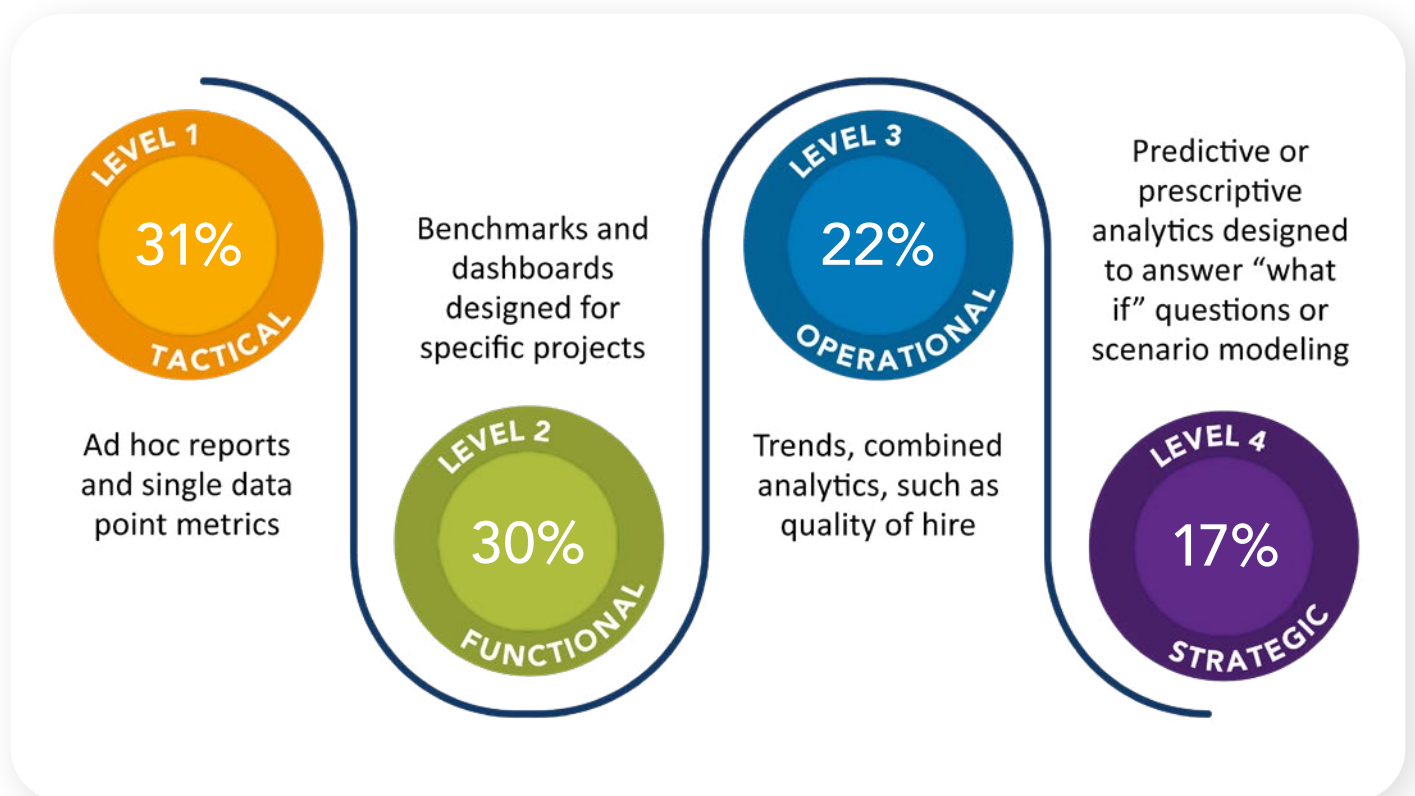 LEVEL 1
31%
TACTICAL
Ad hoc reports
and single data
point metrics
Benchmarks and
dashboards
designed for
specific projects
LEVEL 2
30%
FUNCTIONAL
LEVEL 3
22%
OPERATIONAL
Trends, combined
analytics, such as
quality of hire
Predictive or
prescriptive
analytics designed
to answer “what
if” questions or
scenario modeling
LEVEL 4
17%
STRATEGIC